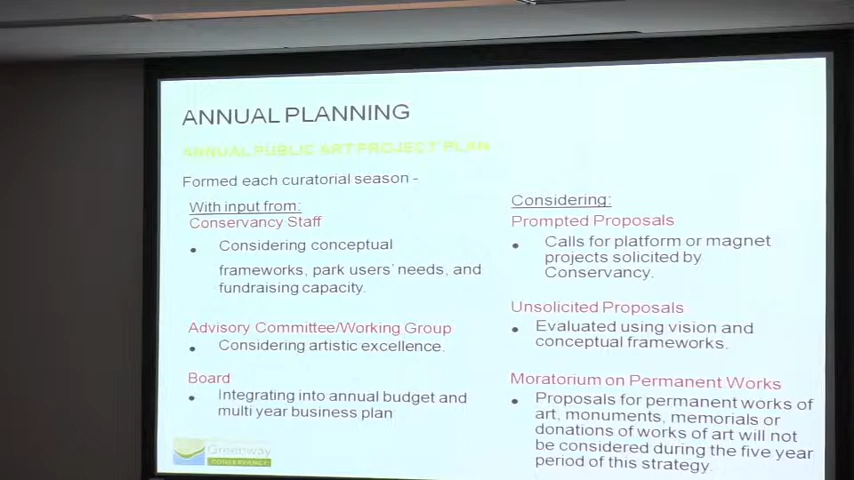 ANNUAL PLANNING
ANNUAL PUBLIC ART PROJECT PLAN
Formed each curatorial season -
With input from:
Conservancy Staff
• Considering conceptual
frameworks, park users' needs, and
fundraising capacity.
Advisory Committee/Working Group
• Considering artistic excellence.
Board
• Integrating into annual budget and
multi year business plan
Considering:
Prompted Proposals
• Calls for platform or magnet
projects solicited by
Conservancy.
Unsolicited Proposals
• Evaluated using vision and
conceptual frameworks.
Moratorium on Permanent Works
• Proposals for permanent works of
art, monuments, memorials or
donations of works of art will not
be considered during the five year
period of this strategy.
Greenway
CONSERVANCY